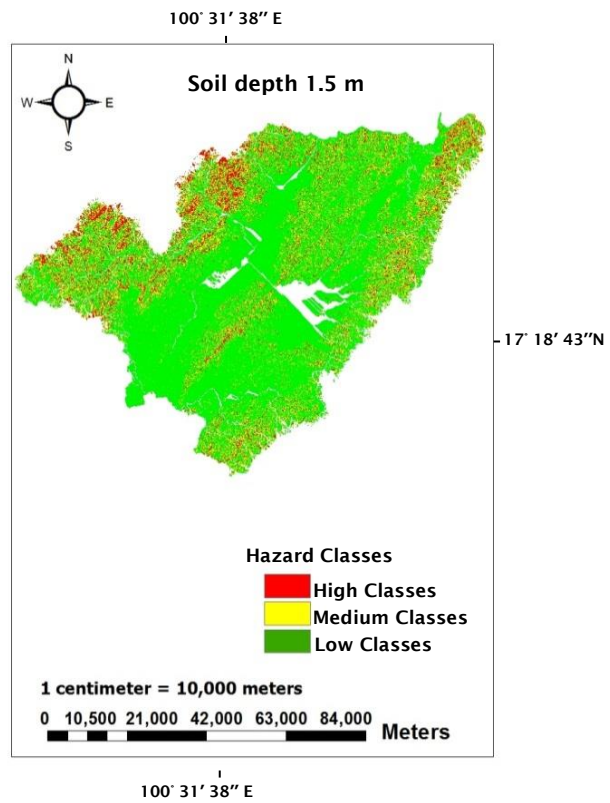 100° 31′ 38″ E
N
Soil depth 1.5 m
W E
S
17° 18′ 43″N
Hazard Classes
High Classes
Medium Classes
Low Classes
1 centimeter = 10,000 meters
0 10,500 21,000 42,000 63,000 84,000
Meters
100° 31′ 38″ E